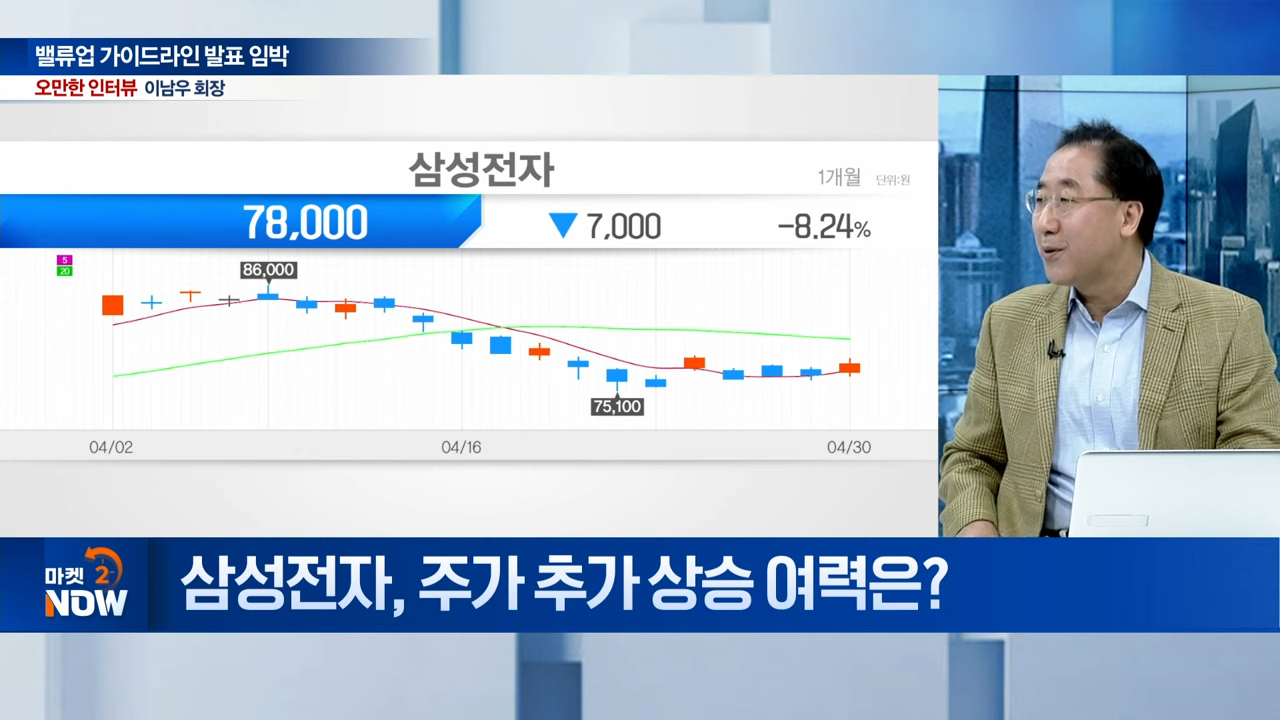 밸류업 가이드라인 발표 임박
오만한 인터뷰 이남우 회장
삼성전자
1개월 단위:원
78,000 ▼ 7,000 -8.24%
5
20
86,000
75,100
04/02 04/16 04/30
마켓 2
NOW
삼성전자, 주가 추가 상승 여력은?